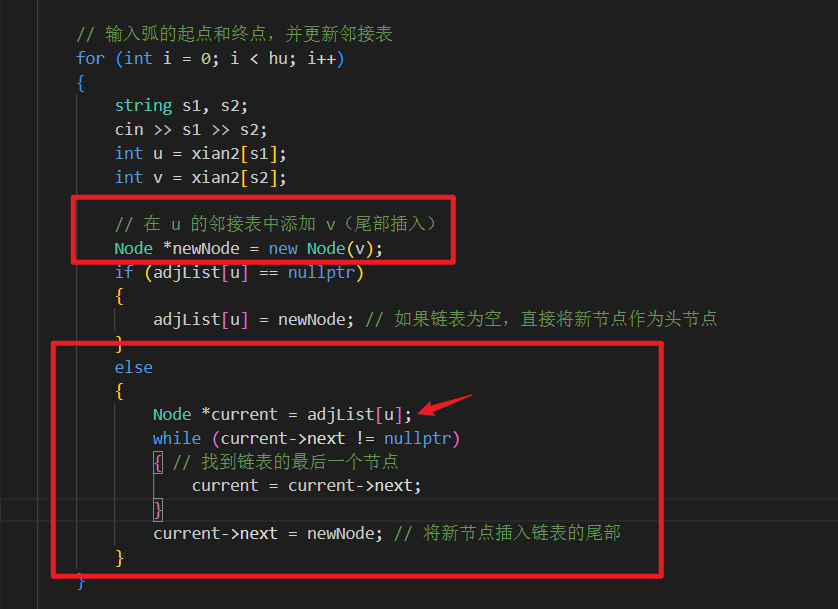 // 输入弧的起点和终点，并更新邻接表
for (int i = 0; i < hu; i++)
{
string s1, s2;
cin >> s1 >> s2;
int u = xian2[s1];
int v = xian2[s2];
// 在 u 的邻接表中添加 v（尾部插入）
Node *newNode = new Node(v);
if (adjList[u] == nullptr)
{
adjList[u] = newNode; // 如果链表为空，直接将新节点作为头节点
}
else
{
Node *current = adjList[u];
while (current->next != nullptr)
{ // 找到链表的最后一个节点
current = current->next;
}
current->next = newNode; // 将新节点插入链表的尾部
}
}